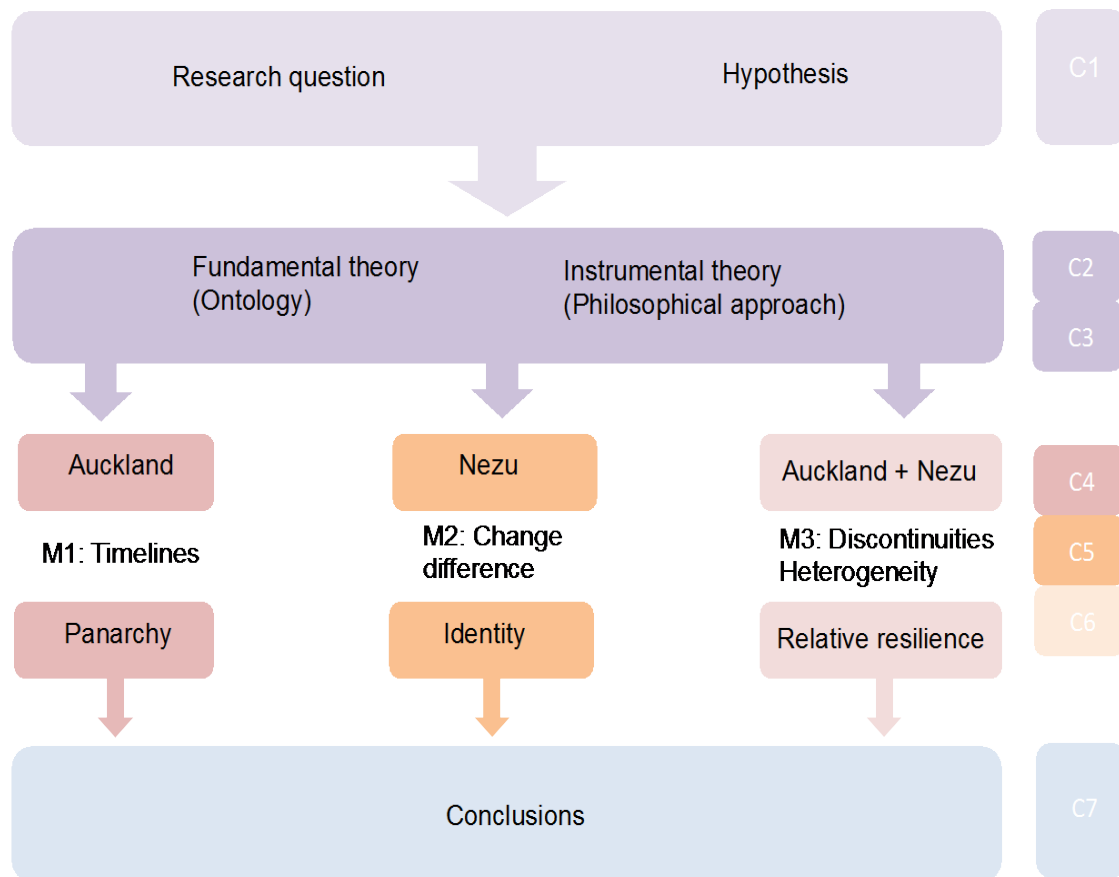 Research question
Hypothesis
C1
Fundamental theory
(Ontology)
Instrumental theory
(Philosophical approach)
C2
C3
Auckland
Nezu
Auckland + Nezu
C4
M1: Timelines
M2: Change
difference
M3: Discontinuities
Heterogeneity
C5
Panarchy
Identity
Relative resilience
C6
Conclusions
C7